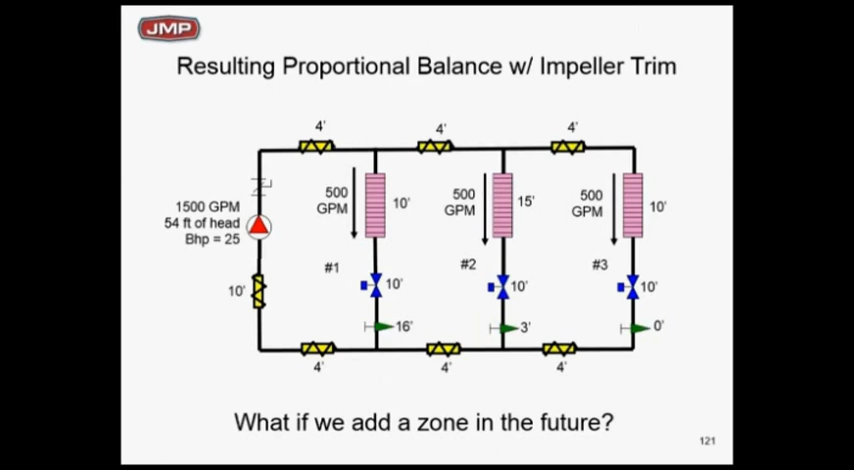 JMP
Resulting Proportional Balance w/ Impeller Trim
4'
4'
4'
1500 GPM
54 ft of head
Bhp = 25
500
GPM
10'
500
GPM
15'
500
GPM
10'
#1
#2
#3
10'
10'
10'
10'
16'
3'
0'
4'
4'
4'
What if we add a zone in the future?
121